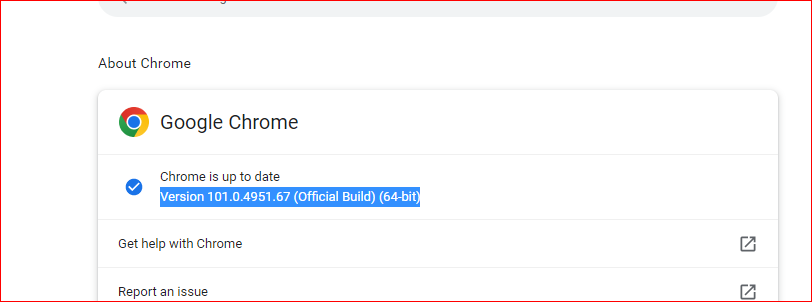 About Chrome
Google Chrome
Chrome is up to date
Version 101.0.4951.67 (Official Build) (64-bit)
Get help with Chrome
Report an issue